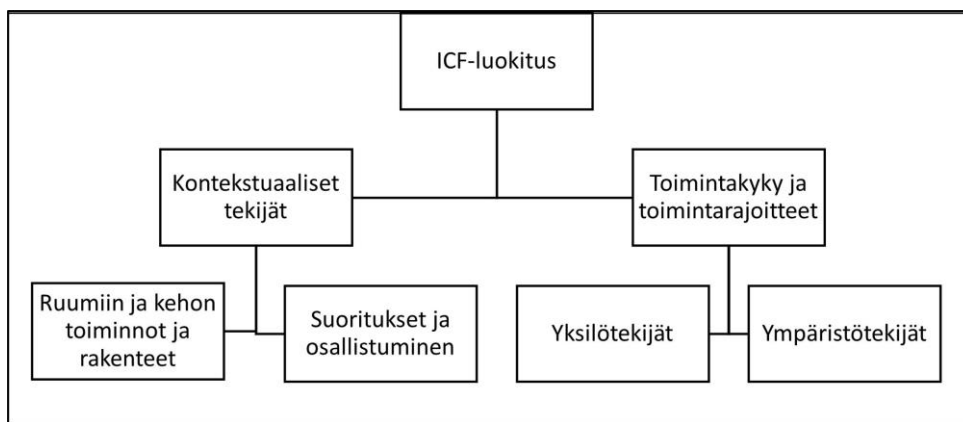 ICF-luokitus
Kontekstuaaliset
tekijät
Toimintakyky ja
toimintarajoitteet
Ruumiin ja kehon
toiminnot ja
rakenteet
Suoritukset ja
osallistuminen
Yksilötekijät
Ympäristötekijät